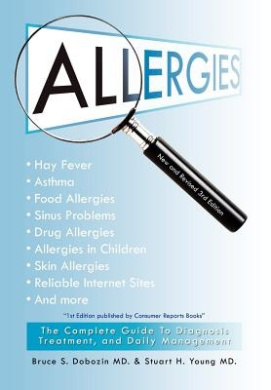 ALLERGIES
New and Revised 3rd Edition
• Hay Fever
• Asthma
• Food Allergies
• Sinus Problems
• Drug Allergies
• Allergies in Children
• Skin Allergies
• Reliable Internet Sites
• And more
"1st Edition published by Consumer Reports Books"
The Complete Guide To Diagnosis
Treatment, and Daily Management
Bruce S. Dobozin MD. & Stuart H. Young MD.